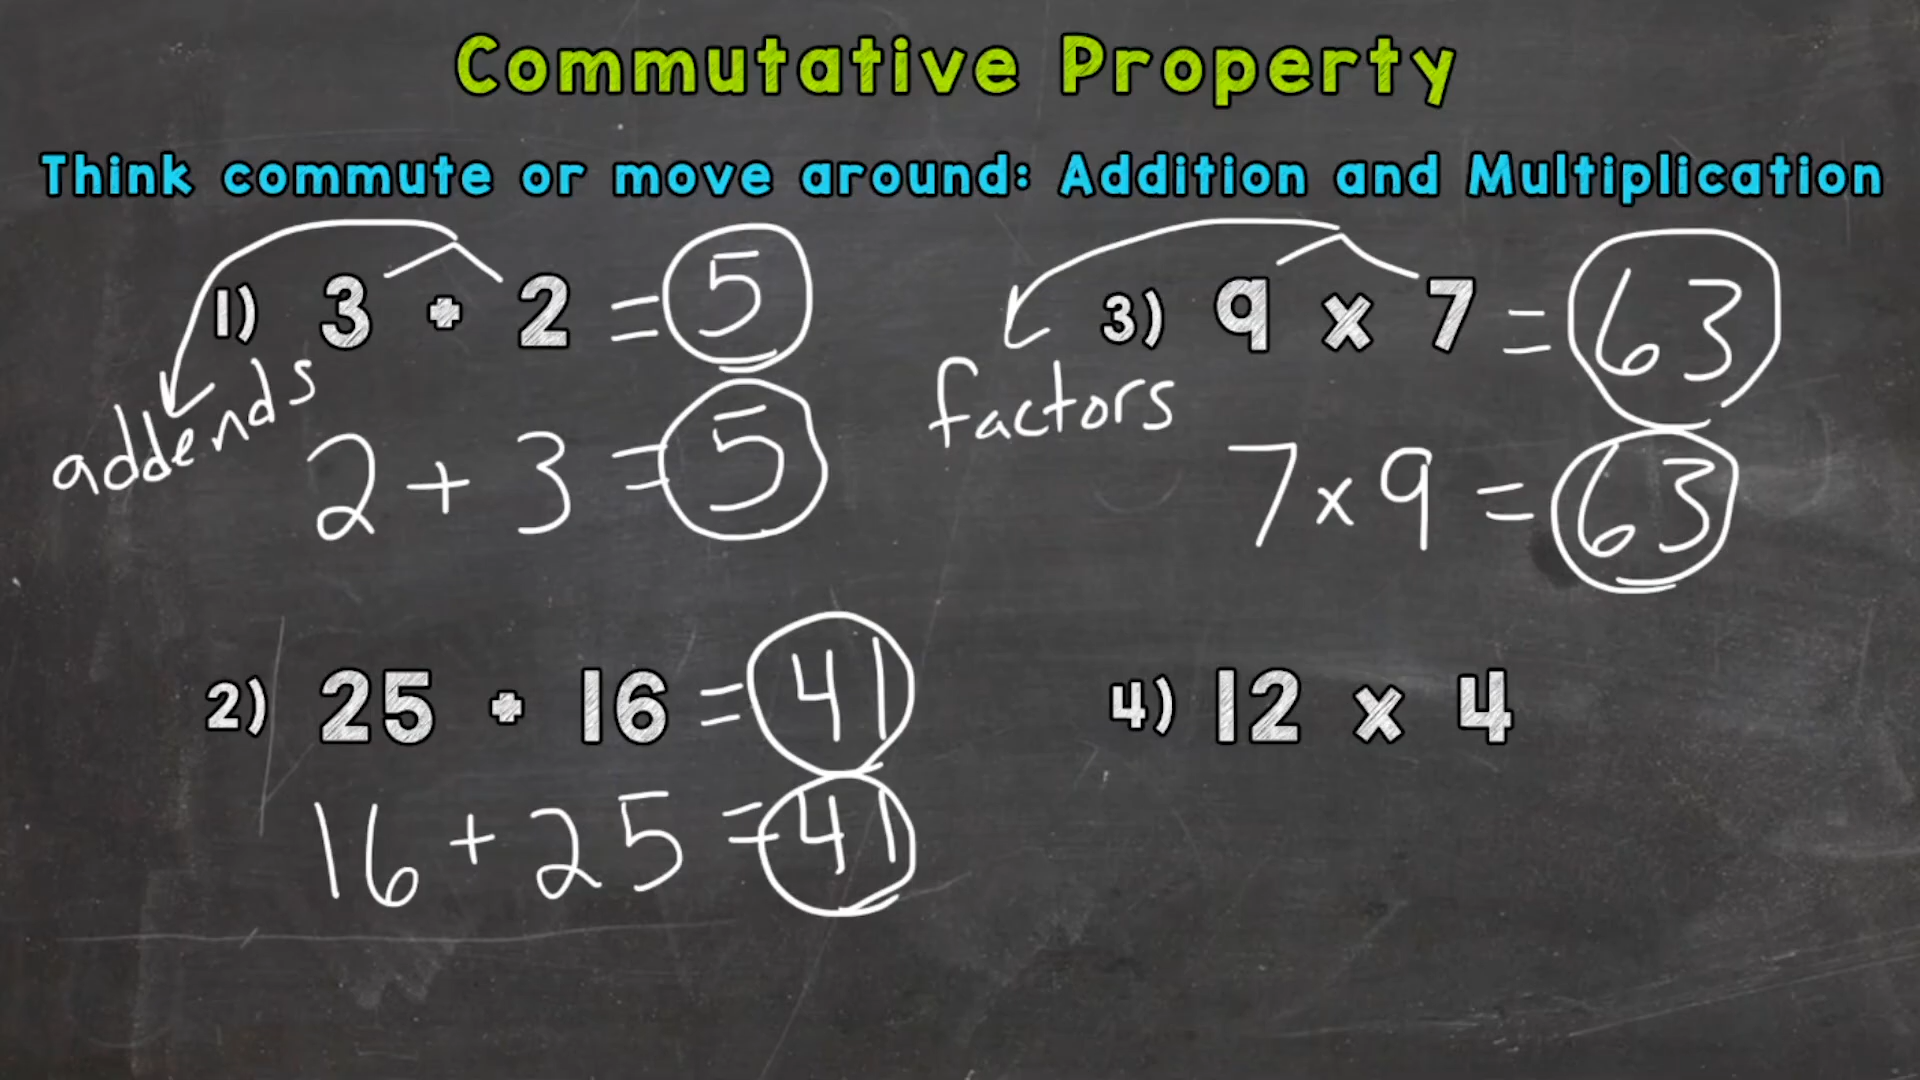 Commutative Property
Think commute or move around: Addition and Multiplication
1) 3 + 2 = 5
addends
2 + 3 = 5
3) 9 x 7 = 63
factors
7 x 9 = 63
2) 25 + 16 = 41
16 + 25 = 41
4) 12 x 4